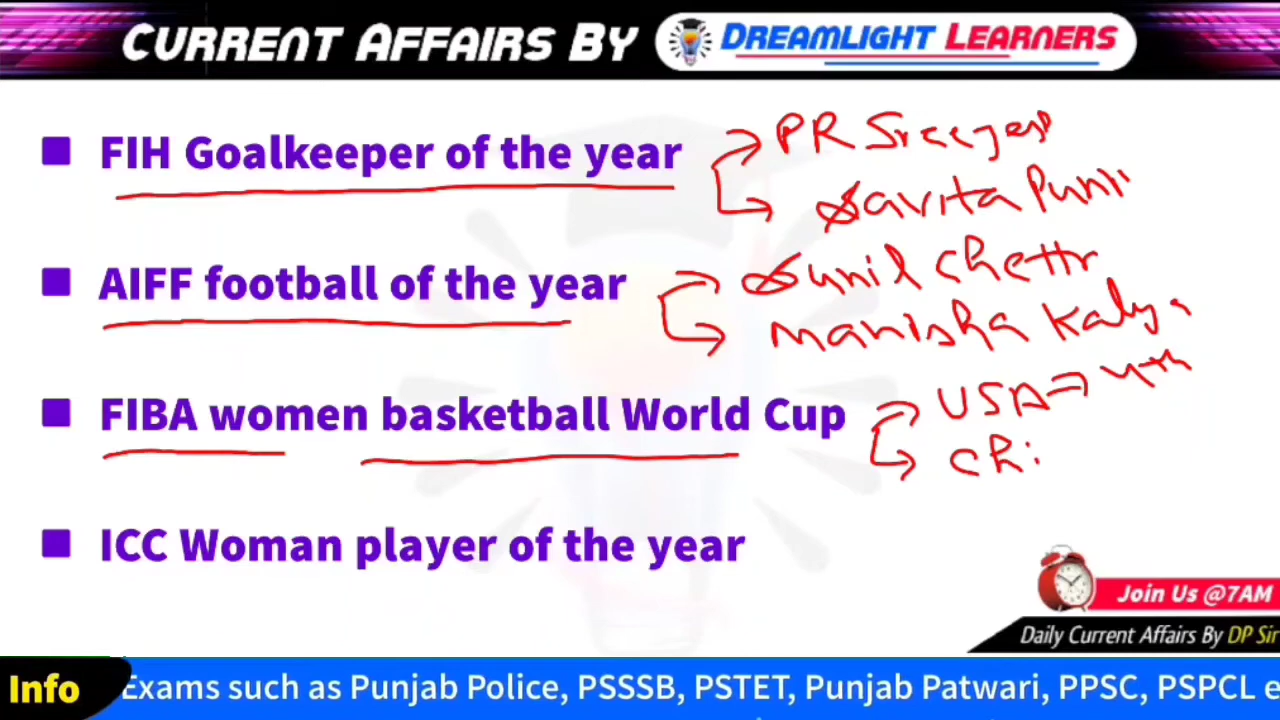 CURRENT AFFAIRS BY DREAMLIGHT LEARNERS
FIH Goalkeeper of the year
PR Sreejesh
Savita Puni
AIFF football of the year
Sunil Chettr
Manisha Kalya
FIBA women basketball World Cup
USA ⇒
Chi
ICC Woman player of the year
Join Us @7AM
Daily Current Affairs By DP Sir
Info
Exams such as Punjab Police, PSSSB, PSTET, Punjab Patwari, PPSC, PSPCL e